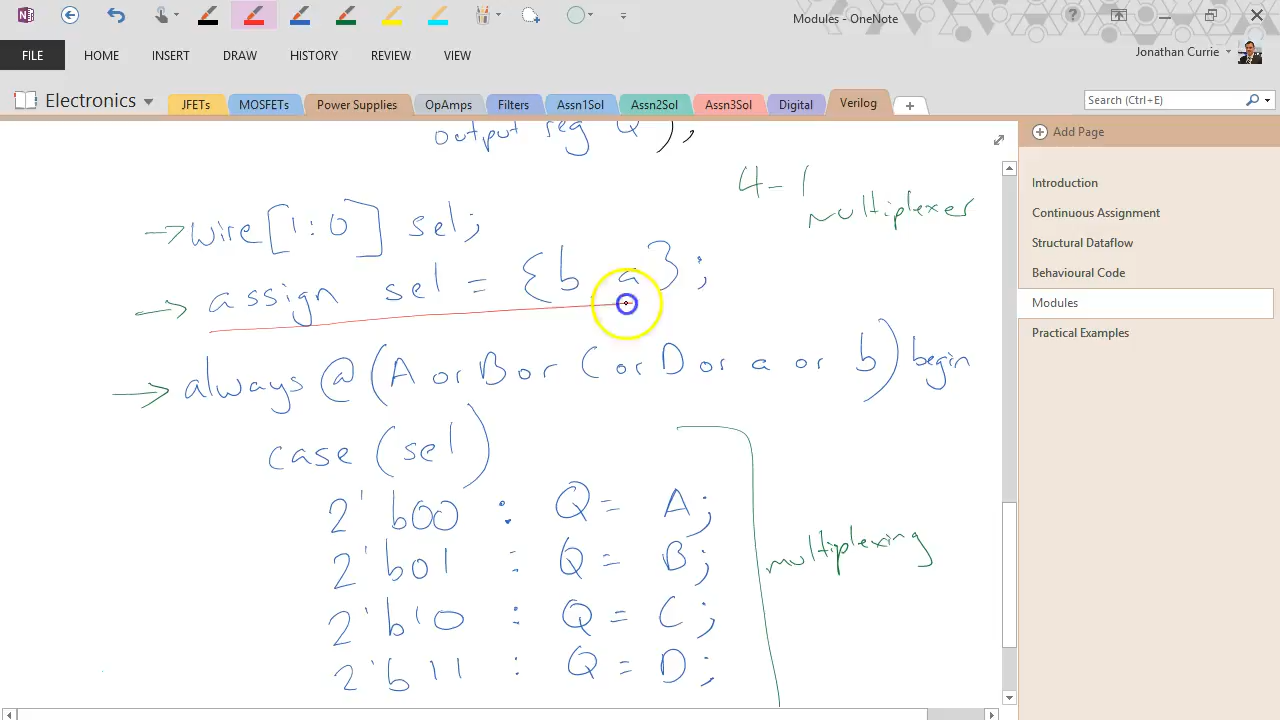 Modules - OneNote
?
FILE HOME INSERT DRAW HISTORY REVIEW VIEW
Jonathan Currie
Electronics JFETs MOSFETs Power Supplies OpAmps Filters Assn1Sol Assn2Sol Assn3Sol Digital Verilog +
Search (Ctrl+E)
output reg Q);
4-1
multiplexer
→ wire [1:0] sel;
→ assign sel = {b, a};
→ always @ (A or B or C or D or a or b) begin
case (sel)
2'b00 : Q = A;
2'b01 : Q = B;
2'b10 : Q = C;
2'b11 : Q = D;
multiplexing
Add Page
Introduction
Continuous Assignment
Structural Dataflow
Behavioural Code
Modules
Practical Examples